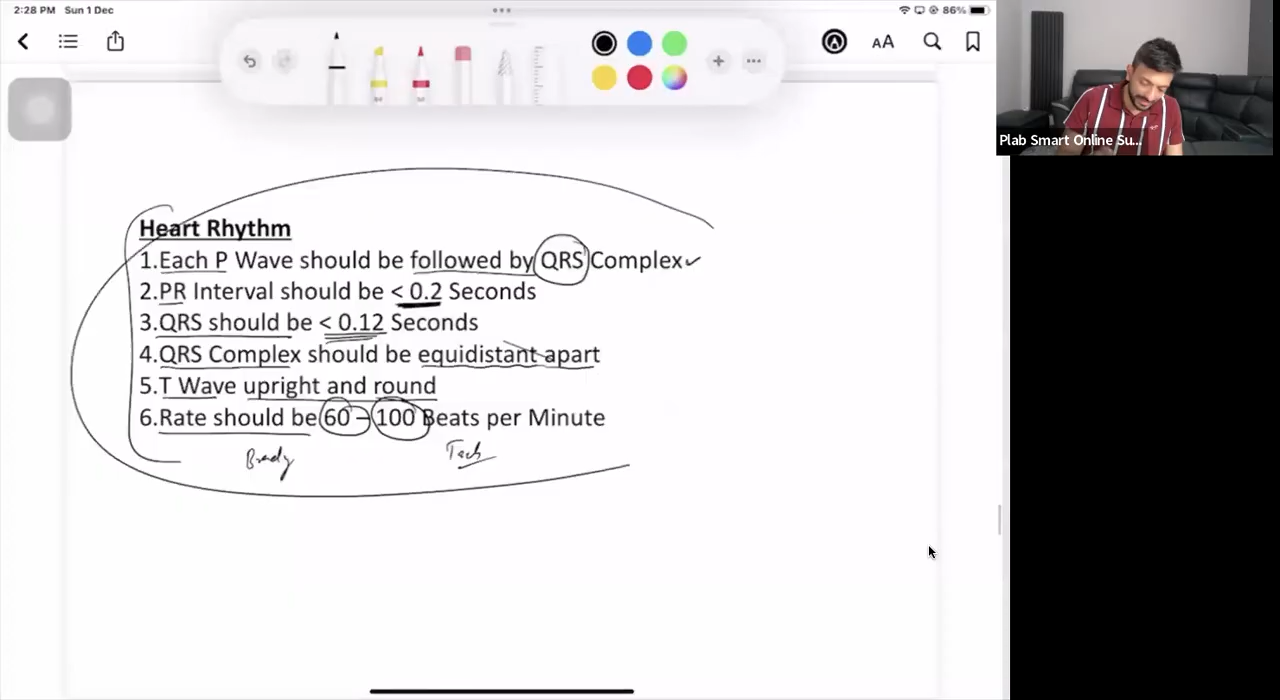 2:28 PM Sun 1 Dec
86%
AA
Plab Smart Online Su...
Heart Rhythm
1.Each P Wave should be followed by QRS Complex✓
2.PR Interval should be < 0.2 Seconds
3.QRS should be < 0.12 Seconds
4.QRS Complex should be equidistant apart
5.T Wave upright and round
6.Rate should be 60 – 100 Beats per Minute
Brady Tach